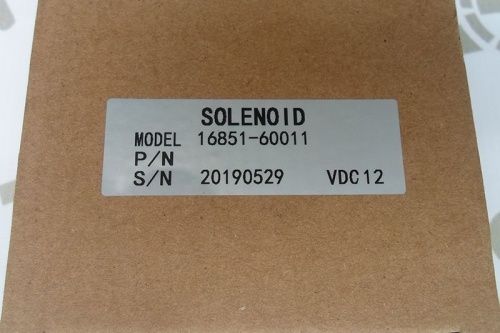 SOLENOID
MODEL 16851-60011
P/N
S/N 20190529 VDC12